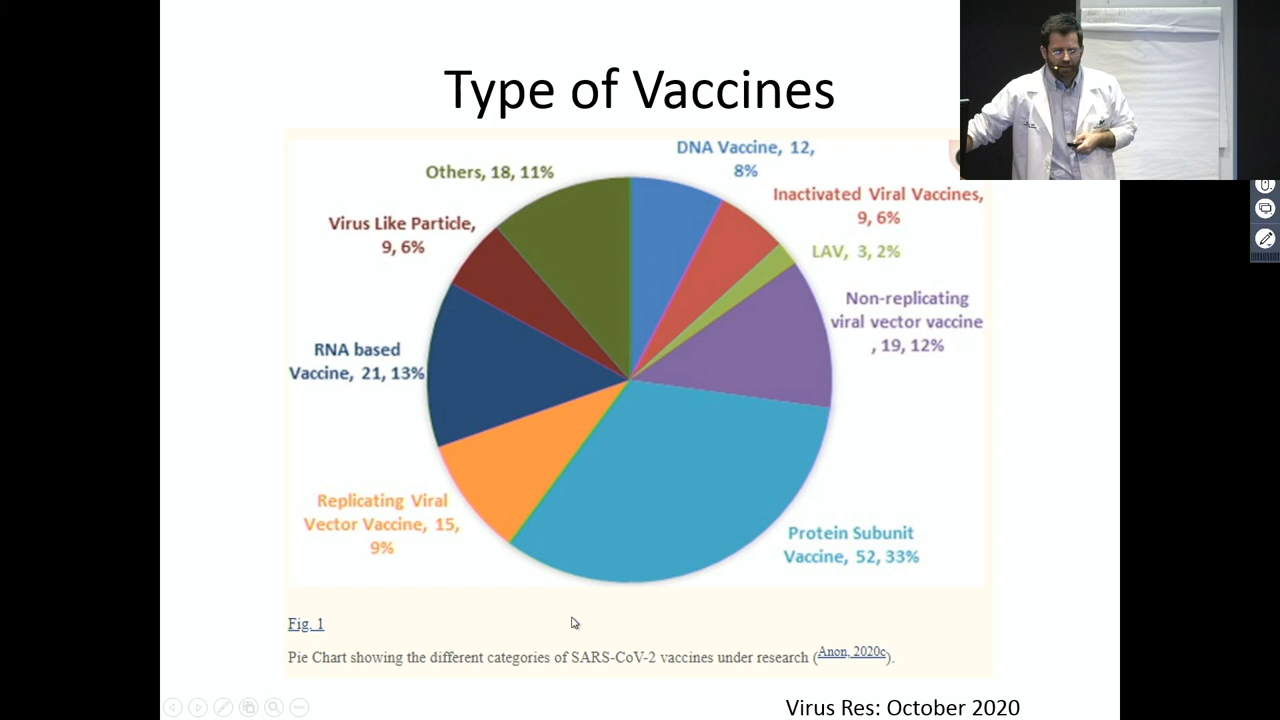 Type of Vaccines
DNA Vaccine, 12,
8%
Others, 18, 11%
Inactivated Viral Vaccines,
9, 6%
Virus Like Particle,
9, 6%
LAV, 3, 2%
Non-replicating
viral vector vaccine
, 19, 12%
RNA based
Vaccine, 21, 13%
Replicating Viral
Vector Vaccine, 15,
9%
Protein Subunit
Vaccine, 52, 33%
Fig. 1
Pie Chart showing the different categories of SARS-CoV-2 vaccines under research (Anon, 2020c).
Virus Res: October 2020